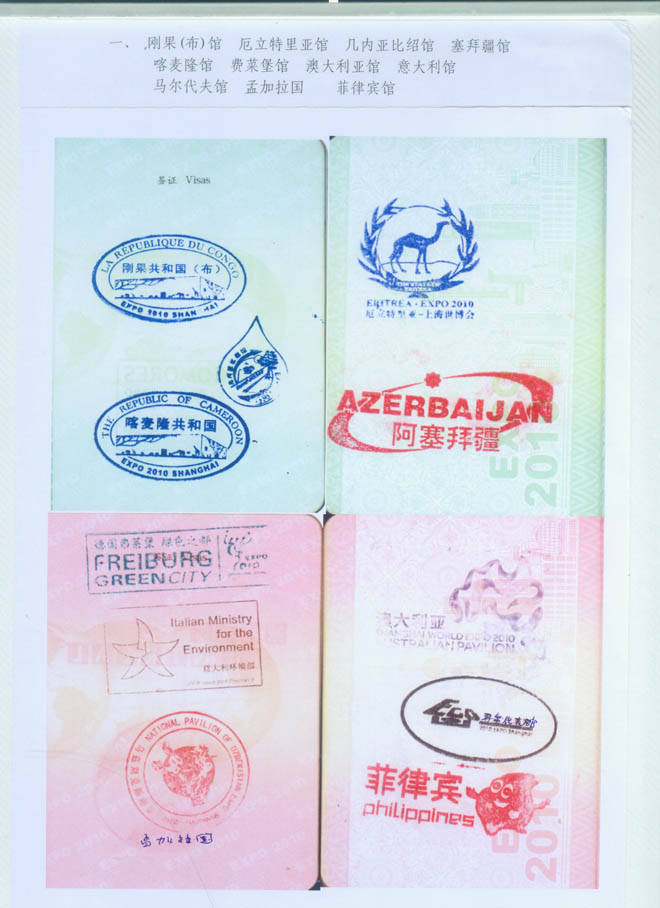 一、刚果(布)馆 厄立特里亚馆 几内亚比绍馆 塞拜疆馆
喀麦隆馆 费莱堡馆 澳大利亚馆 意大利馆
马尔代夫馆 孟加拉国 菲律宾馆
签证 Visas
LA RÉPUBLIQUE DU CONGO
刚果共和国（布）
EXPO 2010 SHANGHAI
THE REPUBLIC OF CAMEROON
喀麦隆共和国
EXPO 2010 SHANGHAI
THE STATE OF
ERITREA
ERITREA·EXPO 2010
厄立特里亚-上海世博会
AZERBAIJAN
阿塞拜疆
EXPO
2010
德国弗莱堡 绿色之都
FREIBURG
GREEN CITY
EXPO
2010
Italian Ministry
for the
Environment
意大利环境部
NATIONAL PAVILION OF UZBEKISTAN
孟加拉国
澳大利亚
SHANGHAI WORLD EXPO 2010
AUSTRALIAN PAVILION
马尔代夫馆
2010 EXPO Shanghai
菲律宾
philippines
2010